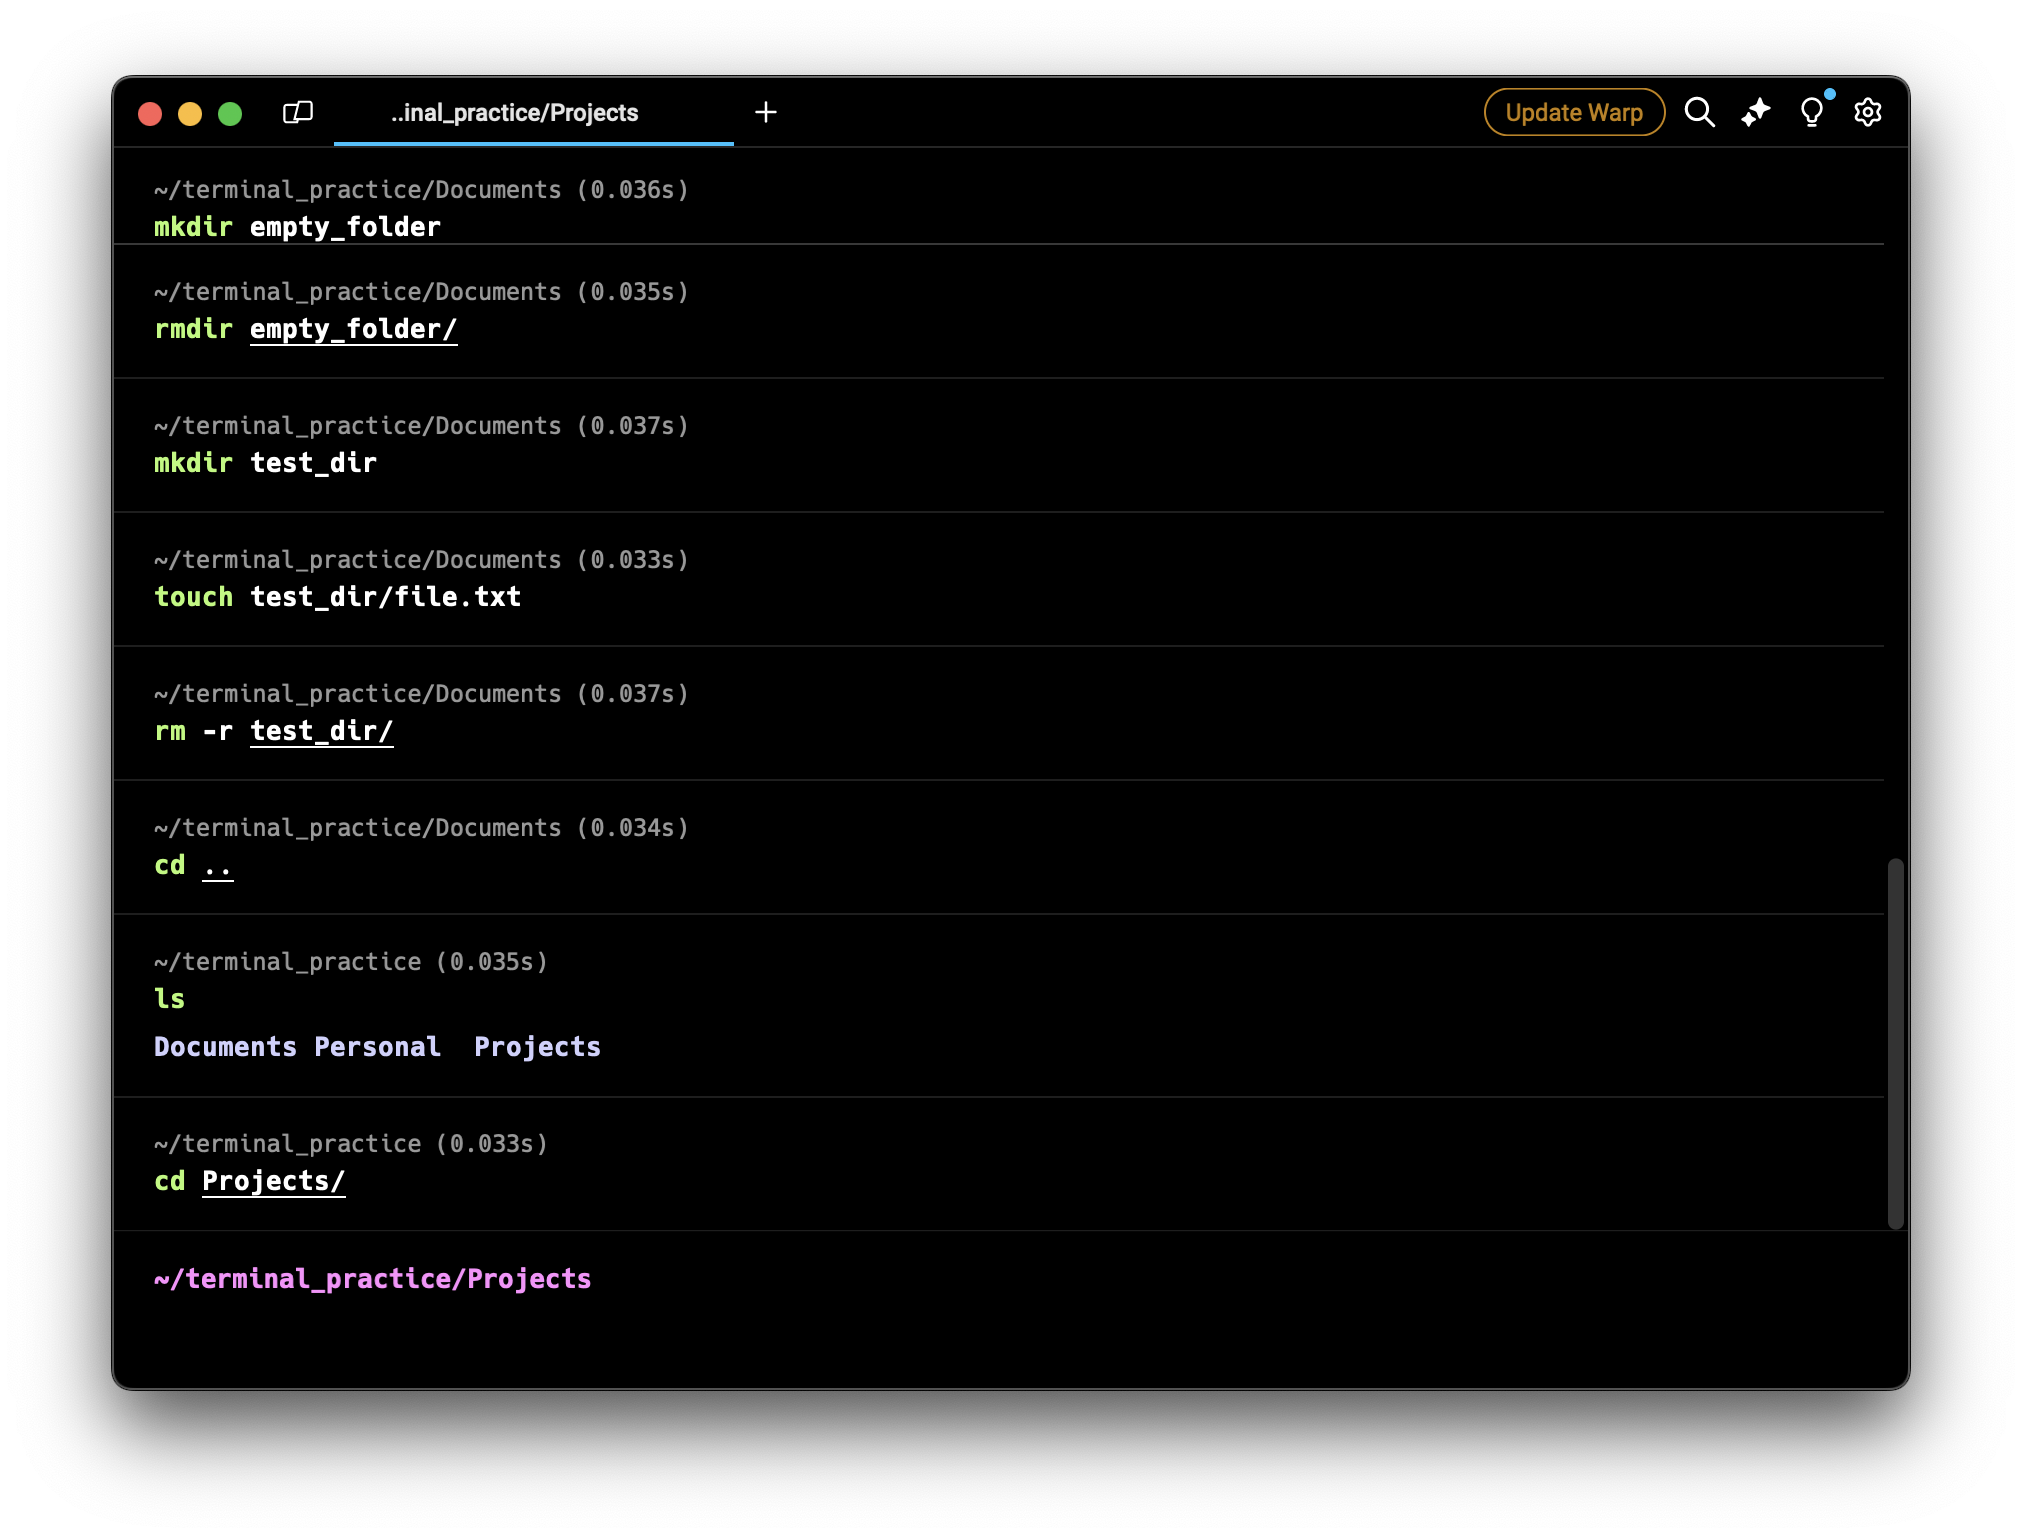 ..inal_practice/Projects
Update Warp
~/terminal_practice/Documents (0.036s)
mkdir empty_folder
~/terminal_practice/Documents (0.035s)
rmdir empty_folder/
~/terminal_practice/Documents (0.037s)
mkdir test_dir
~/terminal_practice/Documents (0.033s)
touch test_dir/file.txt
~/terminal_practice/Documents (0.037s)
rm -r test_dir/
~/terminal_practice/Documents (0.034s)
cd ..
~/terminal_practice (0.035s)
ls
Documents Personal  Projects
~/terminal_practice (0.033s)
cd Projects/
~/terminal_practice/Projects